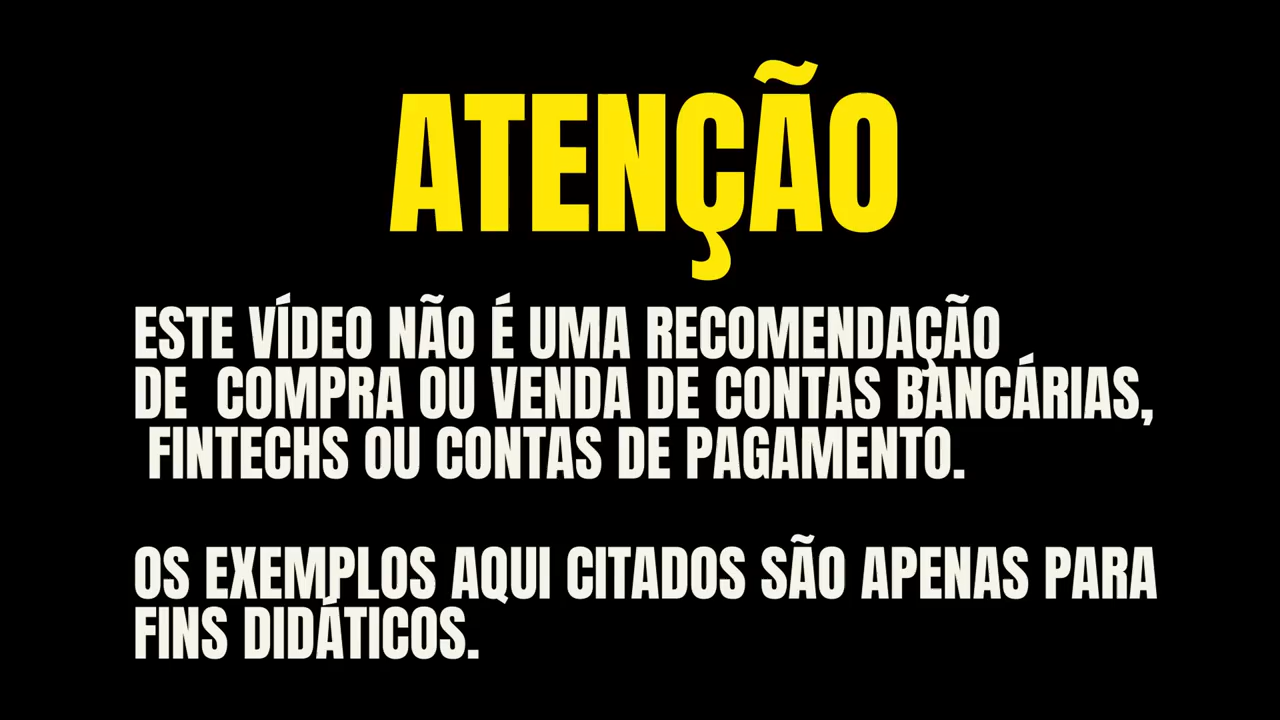 ATENÇÃO
ESTE VÍDEO NÃO É UMA RECOMENDAÇÃO
DE COMPRA OU VENDA DE CONTAS BANCÁRIAS,
FINTECHS OU CONTAS DE PAGAMENTO.
OS EXEMPLOS AQUI CITADOS SÃO APENAS PARA
FINS DIDÁTICOS.